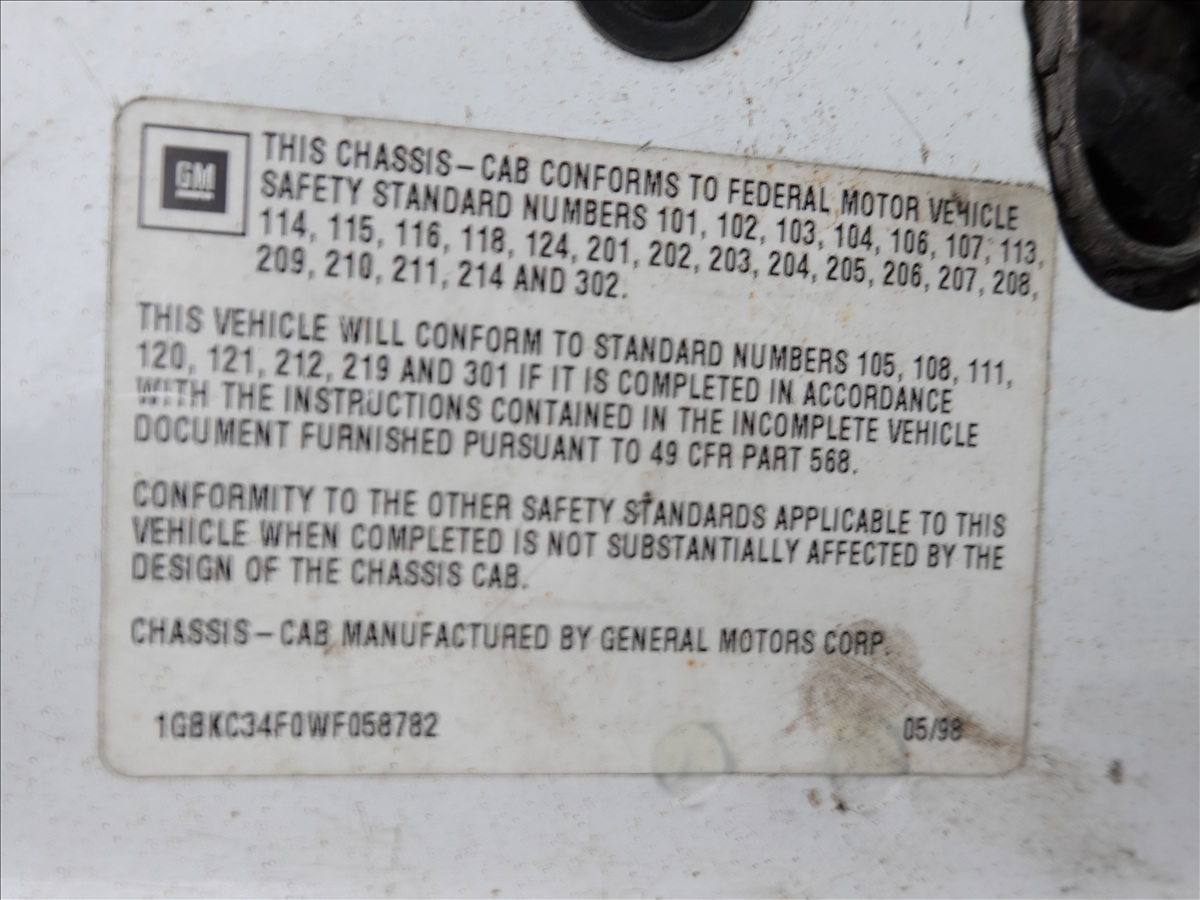 GM
THIS CHASSIS-CAB CONFORMS TO FEDERAL MOTOR VEHICLE
SAFETY STANDARD NUMBERS 101, 102, 103, 104, 106, 107, 113,
114, 115, 116, 118, 124, 201, 202, 203, 204, 205, 206, 207, 208,
209, 210, 211, 214 AND 302.
THIS VEHICLE WILL CONFORM TO STANDARD NUMBERS 105, 108, 111,
120, 121, 212, 219 AND 301 IF IT IS COMPLETED IN ACCORDANCE
WITH THE INSTRUCTIONS CONTAINED IN THE INCOMPLETE VEHICLE
DOCUMENT FURNISHED PURSUANT TO 49 CFR PART 568.
CONFORMITY TO THE OTHER SAFETY STANDARDS APPLICABLE TO THIS
VEHICLE WHEN COMPLETED IS NOT SUBSTANTIALLY AFFECTED BY THE
DESIGN OF THE CHASSIS CAB.
CHASSIS-CAB MANUFACTURED BY GENERAL MOTORS CORP.
1GBKC34F0WF058782 05/98